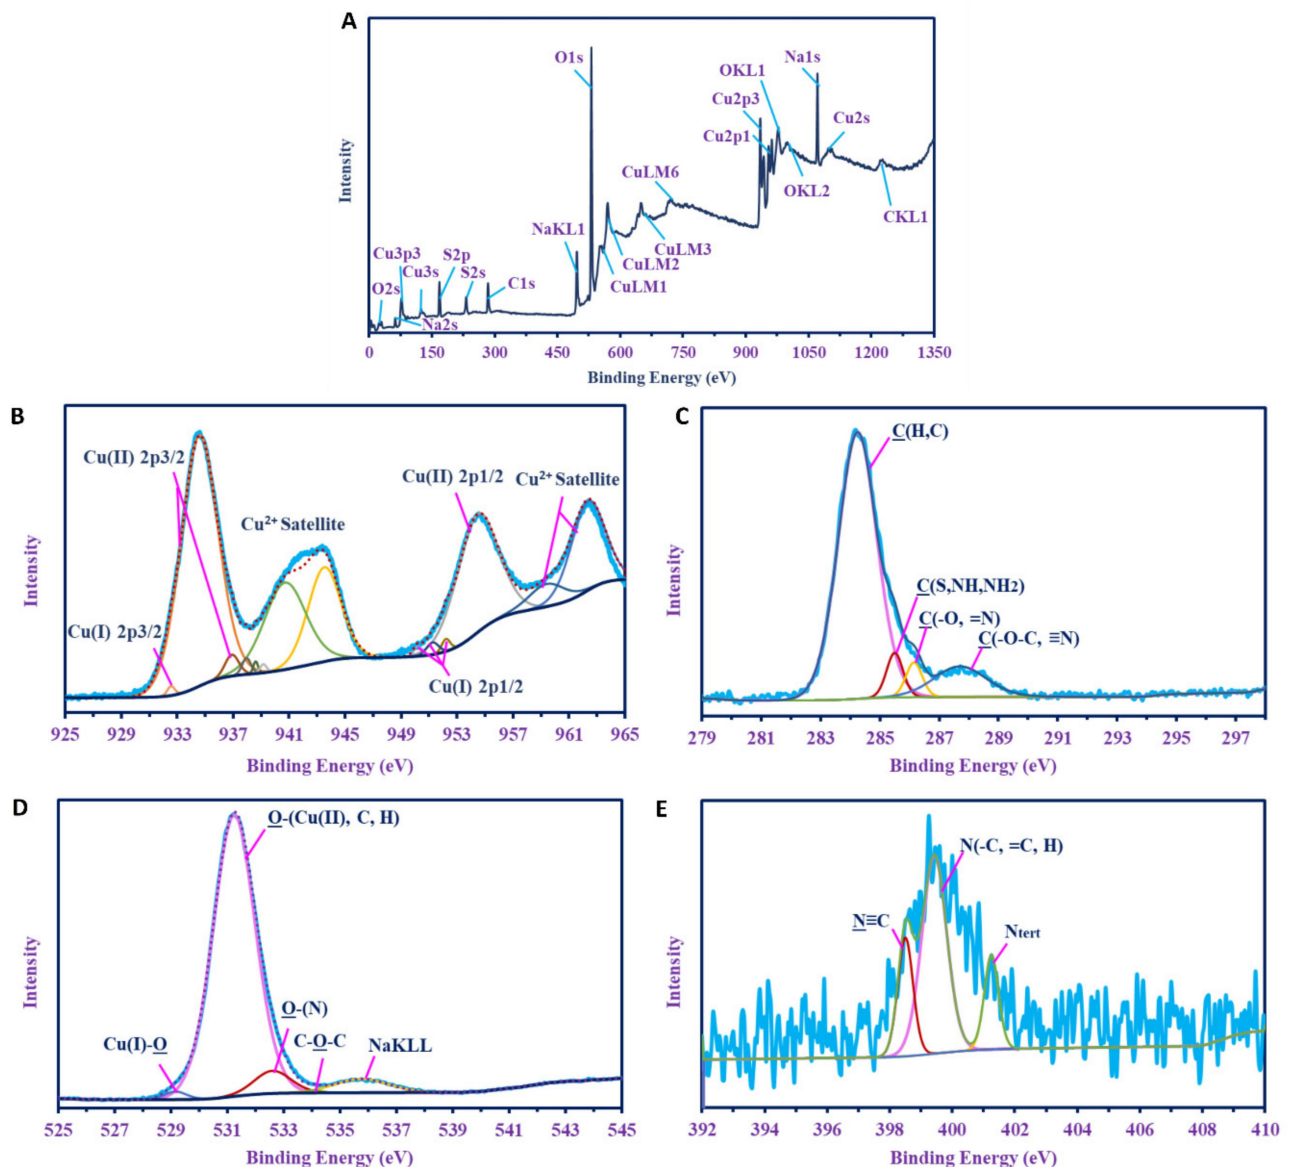 A
O1s
Na1s
OKL1
Cu2p3
Cu2s
Cu2p1
CuLM6
OKL2
CKL1
NaKL1
CuLM3
CuLM2
CuLM1
Cu3p3
S2p
Cu3s
S2s
C1s
O2s
Na2s
Intensity
0 150 300 450 600 750 900 1050 1200 1350
Binding Energy (eV)
B
Cu(II) 2p3/2
Cu(II) 2p1/2
Cu²⁺ Satellite
Cu²⁺ Satellite
Cu(I) 2p3/2
Cu(I) 2p1/2
Intensity
925 929 933 937 941 945 949 953 957 961 965
Binding Energy (eV)
C
C(H,C)
C(S,NH,NH2)
C(-O, =N)
C(-O-C, ≡N)
Intensity
279 281 283 285 287 289 291 293 295 297
Binding Energy (eV)
D
O-(Cu(II), C, H)
O-(N)
Cu(I)-O
C-O-C
NaKLL
Intensity
525 527 529 531 533 535 537 539 541 543 545
Binding Energy (eV)
E
N(-C, =C, H)
N≡C
Ntert
Intensity
392 394 396 398 400 402 404 406 408 410
Binding Energy (eV)